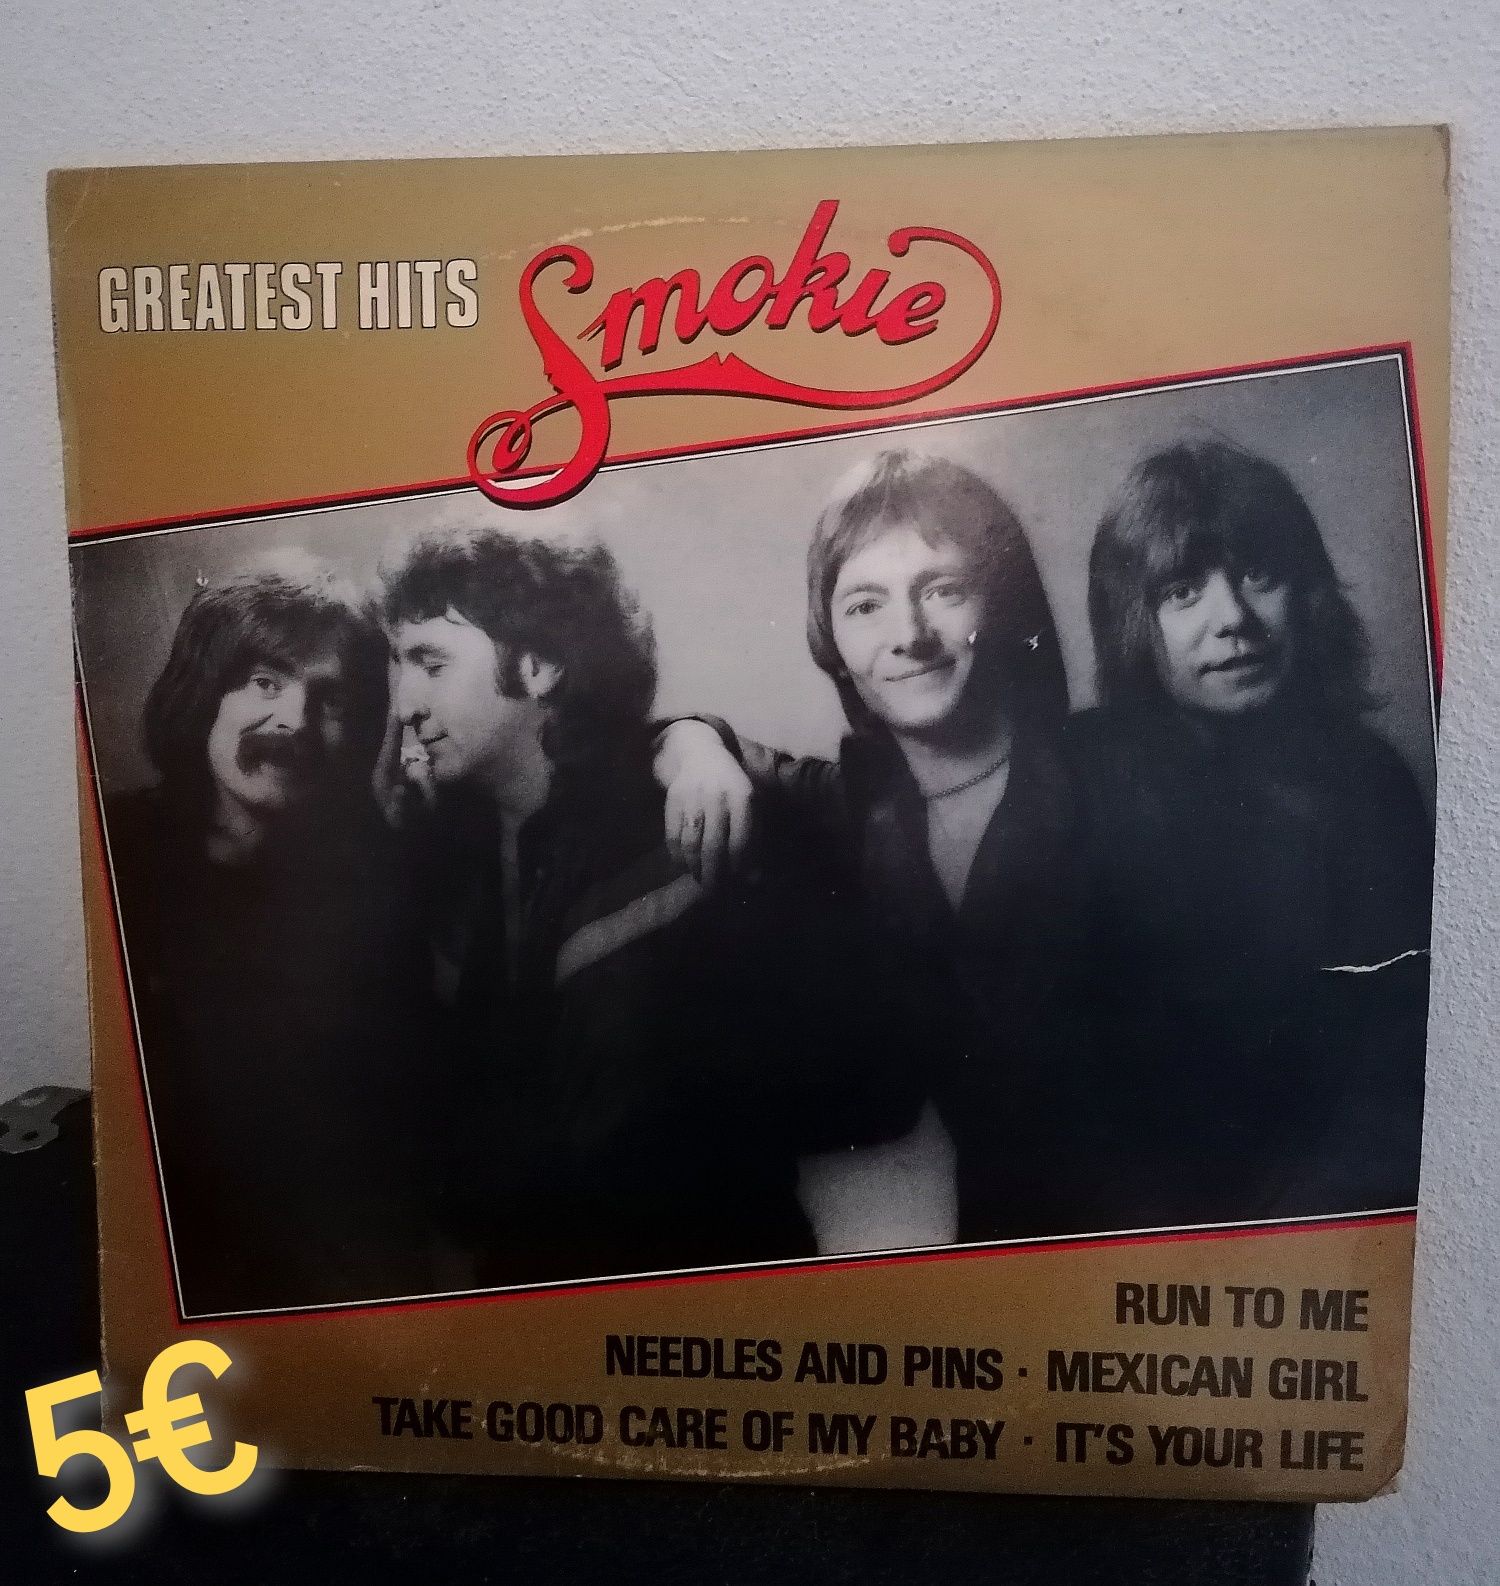 GREATEST HITS
Smokie
RUN TO ME
NEEDLES AND PINS · MEXICAN GIRL
TAKE GOOD CARE OF MY BABY · IT'S YOUR LIFE
5€